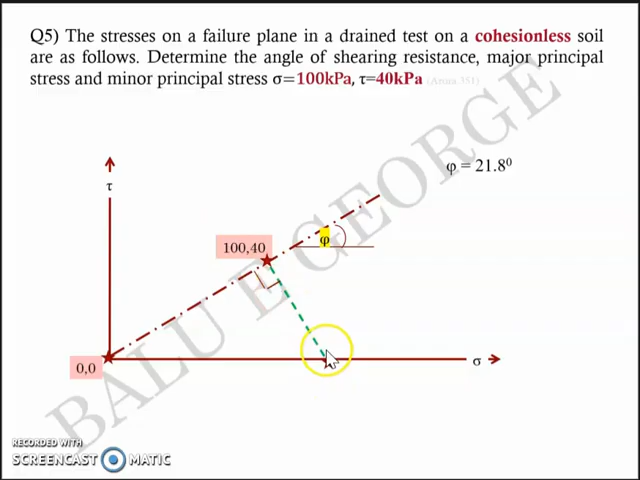 Q5) The stresses on a failure plane in a drained test on a cohesionless soil
are as follows. Determine the angle of shearing resistance, major principal
stress and minor principal stress σ=100kPa, τ=40kPa (Arora 351)
φ = 21.8⁰
τ
φ
100,40
0,0
σ
BALU E GEORGE
RECORDED WITH
SCREENCAST MATIC